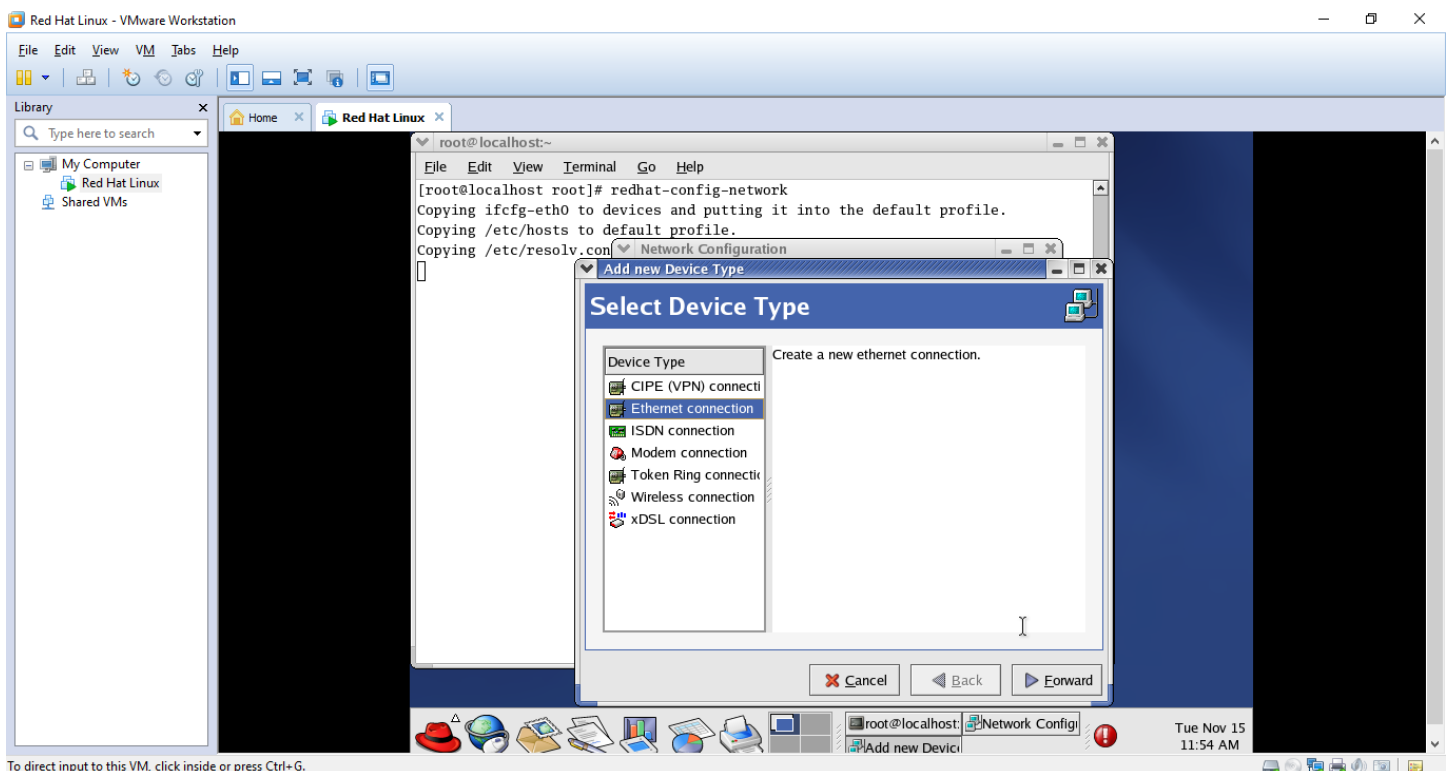 Red Hat Linux - VMware Workstation
File Edit View VM Tabs Help
Library
Type here to search
My Computer
Red Hat Linux
Shared VMs
Home
Red Hat Linux
root@localhost:~
File Edit View Terminal Go Help
[root@localhost root]# redhat-config-network
Copying ifcfg-eth0 to devices and putting it into the default profile.
Copying /etc/hosts to default profile.
Copying /etc/resolv.con
Network Configuration
Add new Device Type
Select Device Type
Device Type
CIPE (VPN) connecti
Ethernet connection
ISDN connection
Modem connection
Token Ring connectic
Wireless connection
xDSL connection
Create a new ethernet connection.
Cancel
Back
Forward
root@localhost:
Network Configu
Add new Device
Tue Nov 15
11:54 AM
To direct input to this VM, click inside or press Ctrl+G.